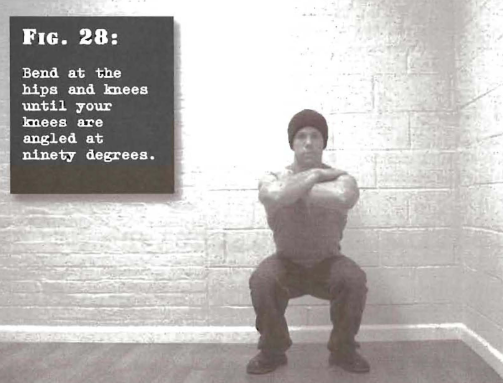 FIG. 28:
Bend at the
hips and knees
until your
knees are
angled at
ninety degrees.